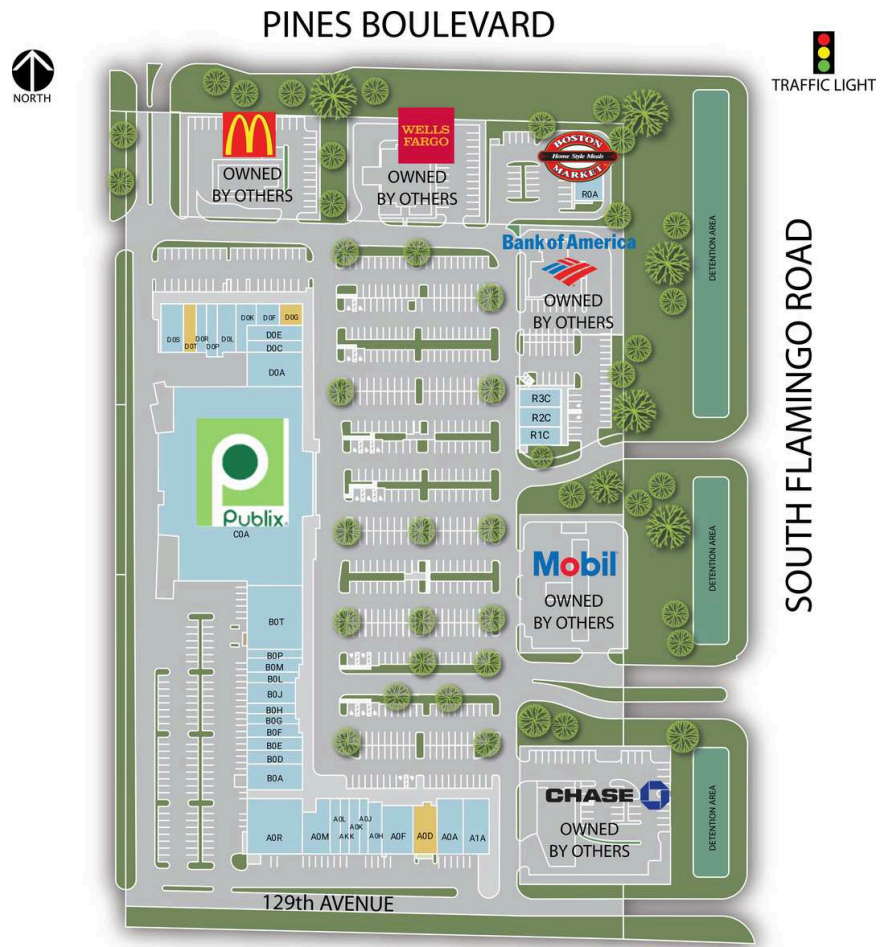 PINES BOULEVARD
NORTH
TRAFFIC LIGHT
WELLS
FARGO
BOSTON
Home Style Meals
MARKET
OWNED
BY OTHERS
OWNED
BY OTHERS
R0A
DETENTION AREA
SOUTH FLAMINGO ROAD
Bank of America
OWNED
BY OTHERS
D0S
D0T
D0R
D0P
D0L
D0K
D0F
D0G
D0E
D0C
D0A
R3C
R2C
R1C
Publix
C0A
DETENTION AREA
Mobil
OWNED
BY OTHERS
B0T
B0P
B0M
B0L
B0J
B0H
B0G
B0F
B0E
B0D
B0A
CHASE
OWNED
BY OTHERS
DETENTION AREA
A0R
A0M
A0L
AKK
A0K
A0J
A0H
A0F
A0D
A0A
A1A
129th AVENUE